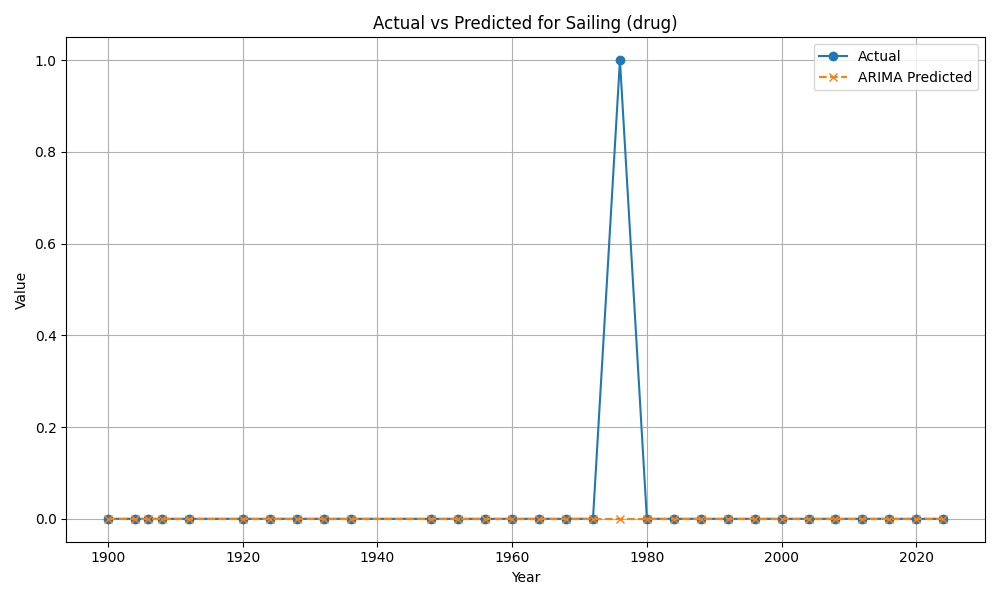 Actual vs Predicted for Sailing (drug)
Actual
ARIMA Predicted
Value
1.0
0.8
0.6
0.4
0.2
0.0
1900 1920 1940 1960 1980 2000 2020
Year